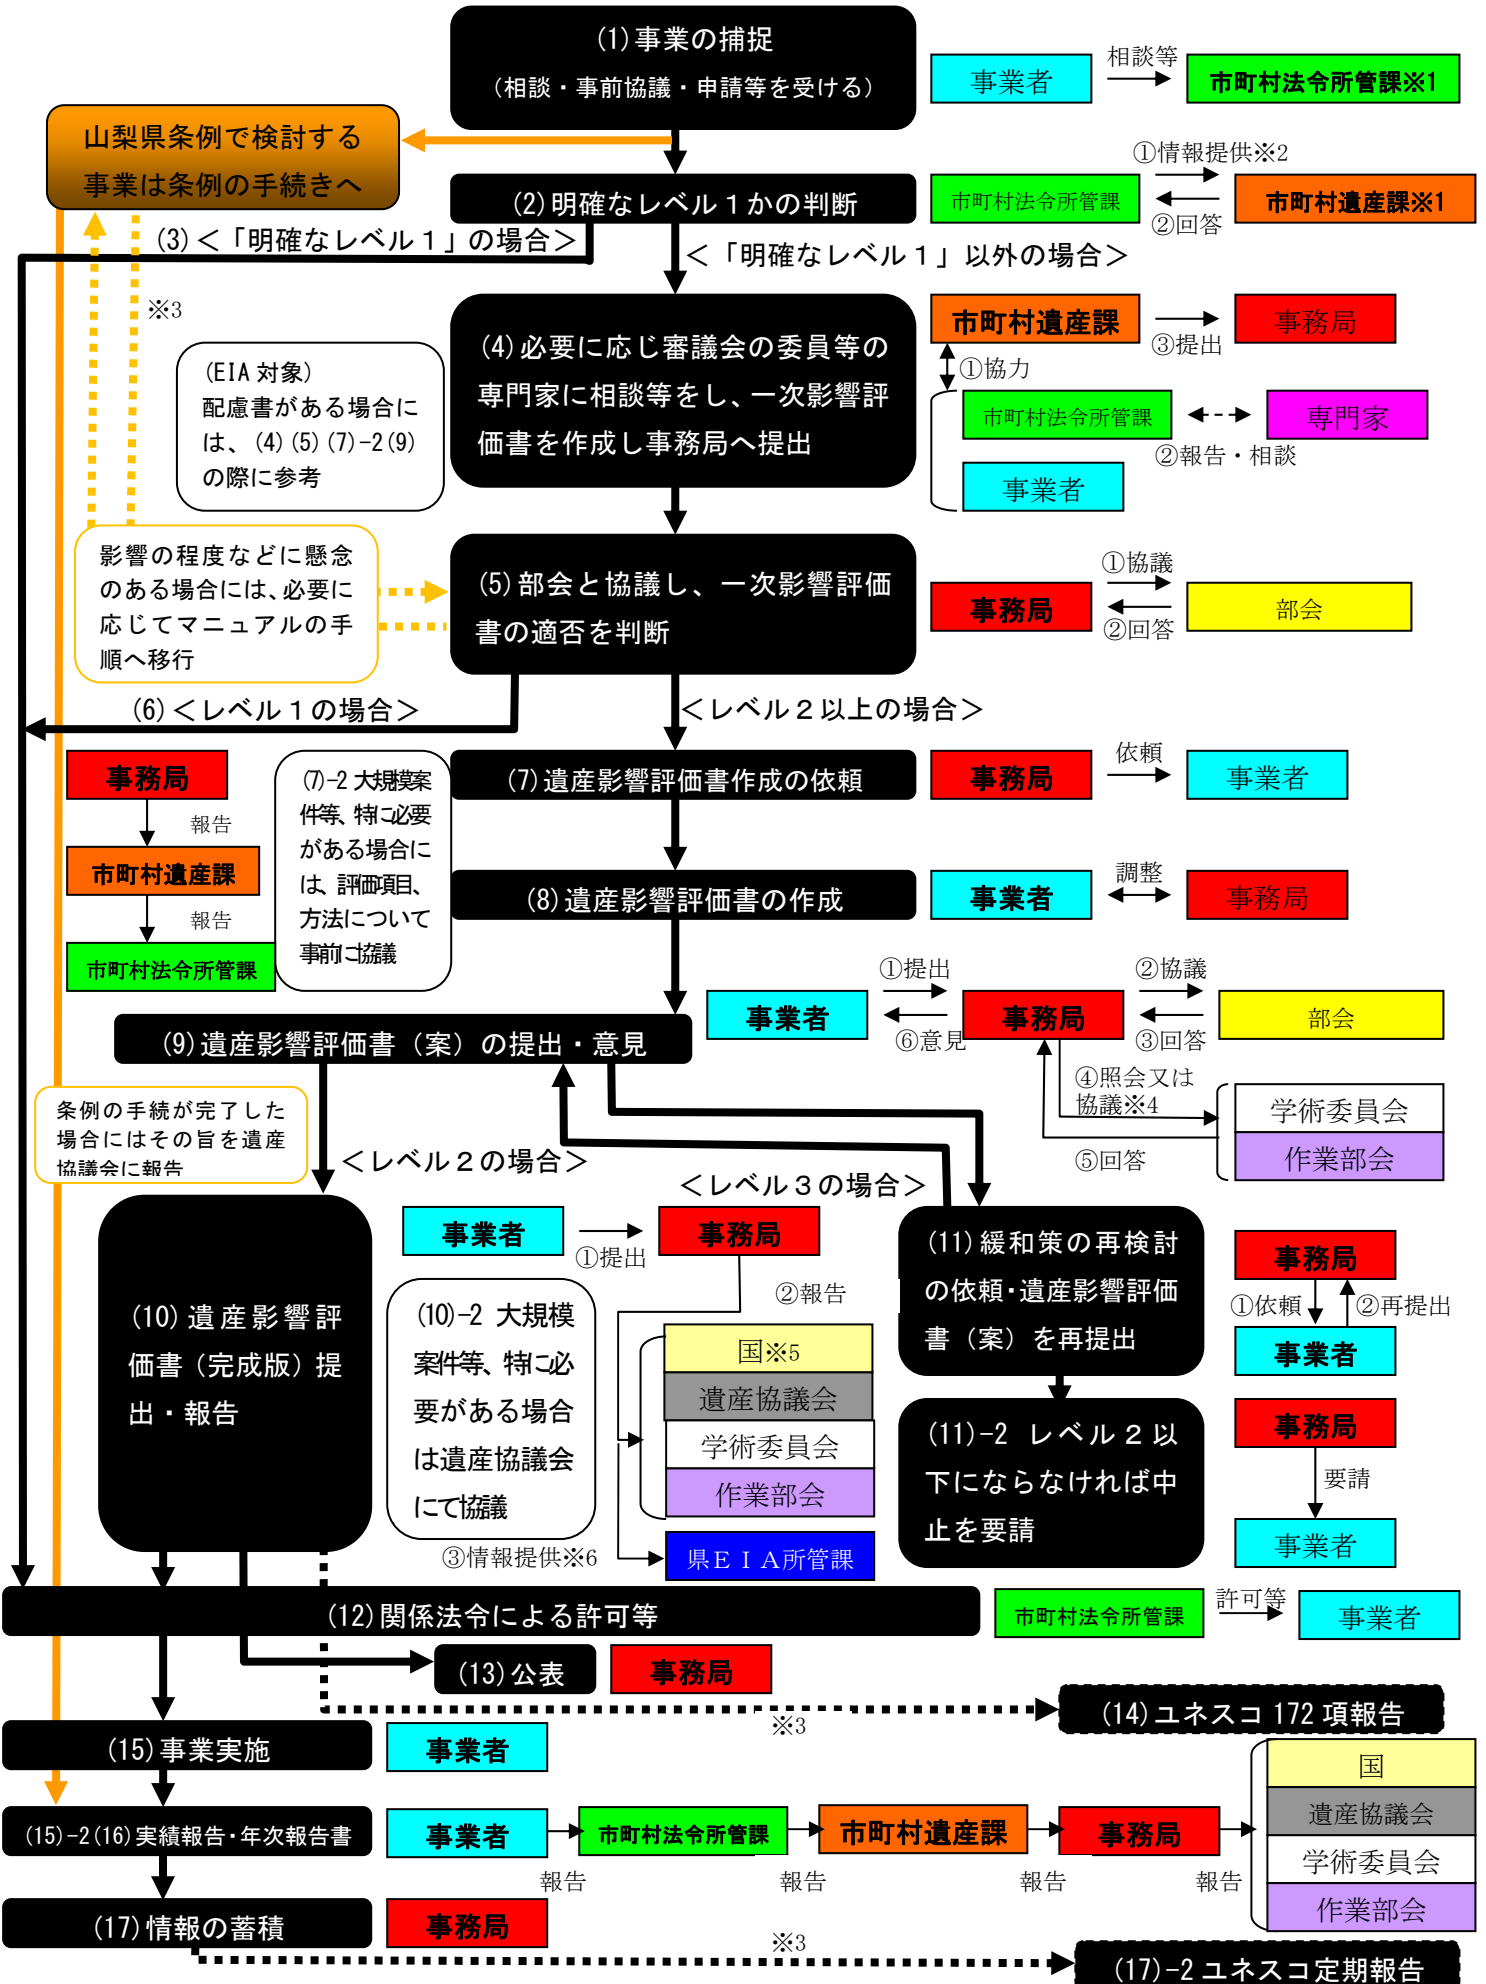 (1)事業の捕捉
(相談・事前協議・申請等を受ける)
事業者
相談等
市町村法令所管課※1
山梨県条例で検討する
事業は条例の手続きへ
(2)明確なレベル１かの判断
市町村法令所管課
①情報提供※2
②回答
市町村遺産課※1
(3)＜「明確なレベル１」の場合＞
＜「明確なレベル１」以外の場合＞
※3
(EIA 対象)
配慮書がある場合に
は、(4)(5)(7)-2(9)
の際に参考
(4)必要に応じ審議会の委員等の
専門家に相談等をし、一次影響評
価書を作成し事務局へ提出
市町村遺産課
③提出
事務局
①協力
市町村法令所管課
②報告・相談
専門家
事業者
影響の程度などに懸念
のある場合には、必要に
応じてマニュアルの手
順へ移行
(5)部会と協議し、一次影響評価
書の適否を判断
事務局
①協議
②回答
部会
(6)＜レベル１の場合＞
＜レベル２以上の場合＞
事務局
報告
市町村遺産課
報告
市町村法令所管課
(7)-2 大規模案
件等、特に必要
がある場合に
は、評価項目、
方法について
事前に協議
(7)遺産影響評価書作成の依頼
事務局
依頼
事業者
(8)遺産影響評価書の作成
事業者
調整
事務局
(9)遺産影響評価書（案）の提出・意見
事業者
①提出
⑥意見
事務局
②協議
③回答
部会
④照会又は
協議※4
⑤回答
学術委員会
作業部会
条例の手続が完了した
場合にはその旨を遺産
協議会に報告
＜レベル２の場合＞
＜レベル３の場合＞
(10)遺産影響評
価書（完成版）提
出・報告
事業者
①提出
事務局
②報告
(10)-2 大規模
案件等、特に必
要がある場合
は遺産協議会
にて協議
国※5
遺産協議会
学術委員会
作業部会
③情報提供※6
県ＥＩＡ所管課
(11)緩和策の再検討
の依頼・遺産影響評価
書（案）を再提出
事務局
①依頼
②再提出
事業者
(11)-2 レベル２以
下にならなければ中
止を要請
事務局
要請
事業者
(12)関係法令による許可等
市町村法令所管課
許可等
事業者
(13)公表
事務局
※3
(14)ユネスコ 172 項報告
(15)事業実施
事業者
(15)-2(16)実績報告・年次報告書
事業者
報告
市町村法令所管課
報告
市町村遺産課
報告
事務局
報告
国
遺産協議会
学術委員会
作業部会
(17)情報の蓄積
事務局
※3
(17)-2 ユネスコ定期報告